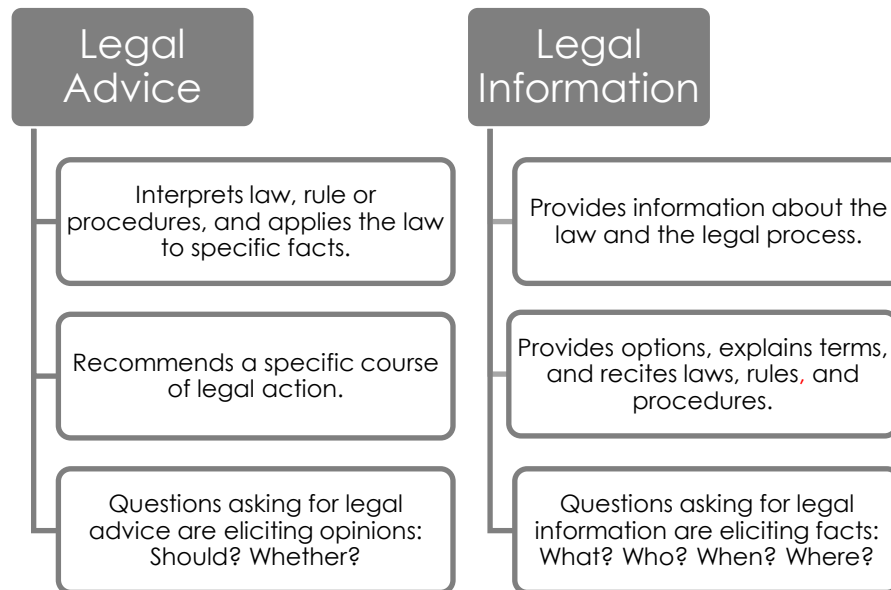 Legal
Advice
Interprets law, rule or
procedures, and applies the law
to specific facts.
Recommends a specific course
of legal action.
Questions asking for legal
advice are eliciting opinions:
Should? Whether?
Legal
Information
Provides information about the
law and the legal process.
Provides options, explains terms,
and recites laws, rules, and
procedures.
Questions asking for legal
information are eliciting facts:
What? Who? When? Where?